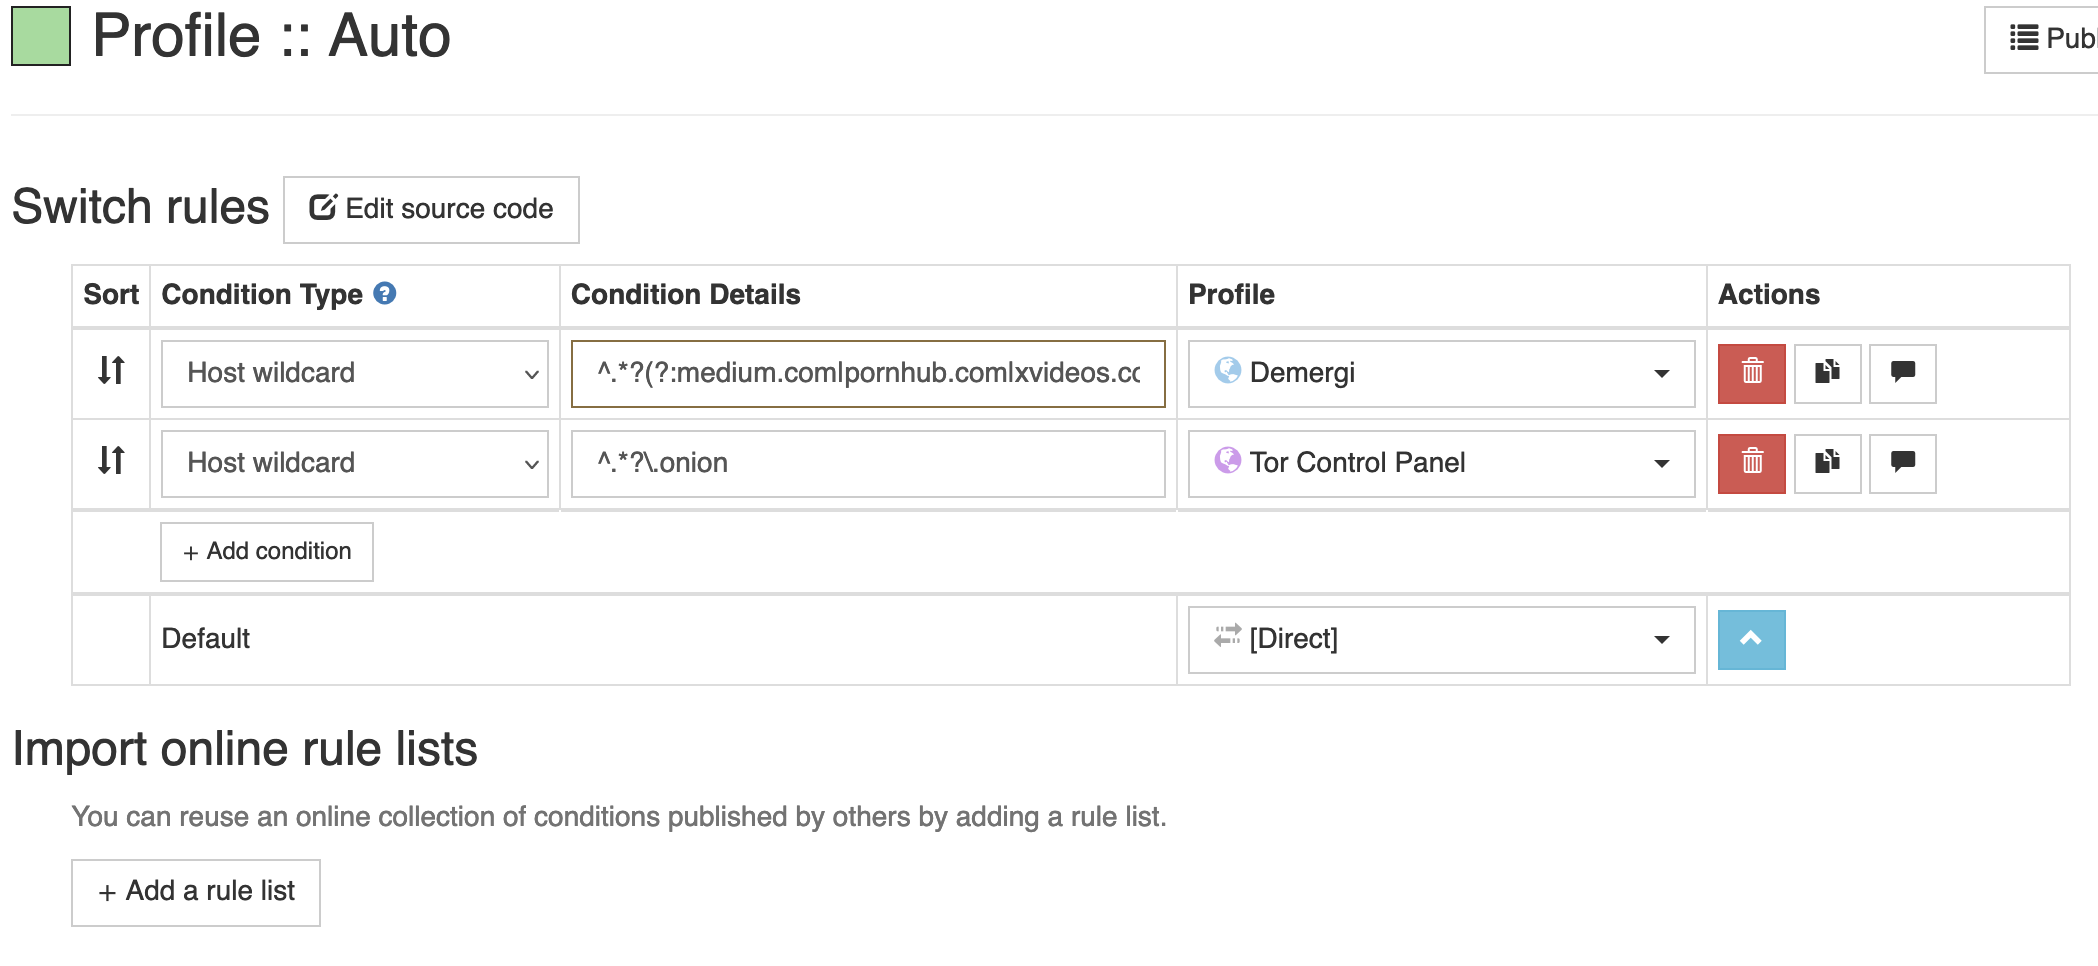 Profile :: Auto
Publ
Switch rules
Edit source code
Sort Condition Type ? Condition Details Profile Actions
Host wildcard ^.*?(?:medium.com|pornhub.com|xvideos.cc Demergi
Host wildcard ^.*?\.onion Tor Control Panel
+ Add condition
Default [Direct]
Import online rule lists
You can reuse an online collection of conditions published by others by adding a rule list.
+ Add a rule list